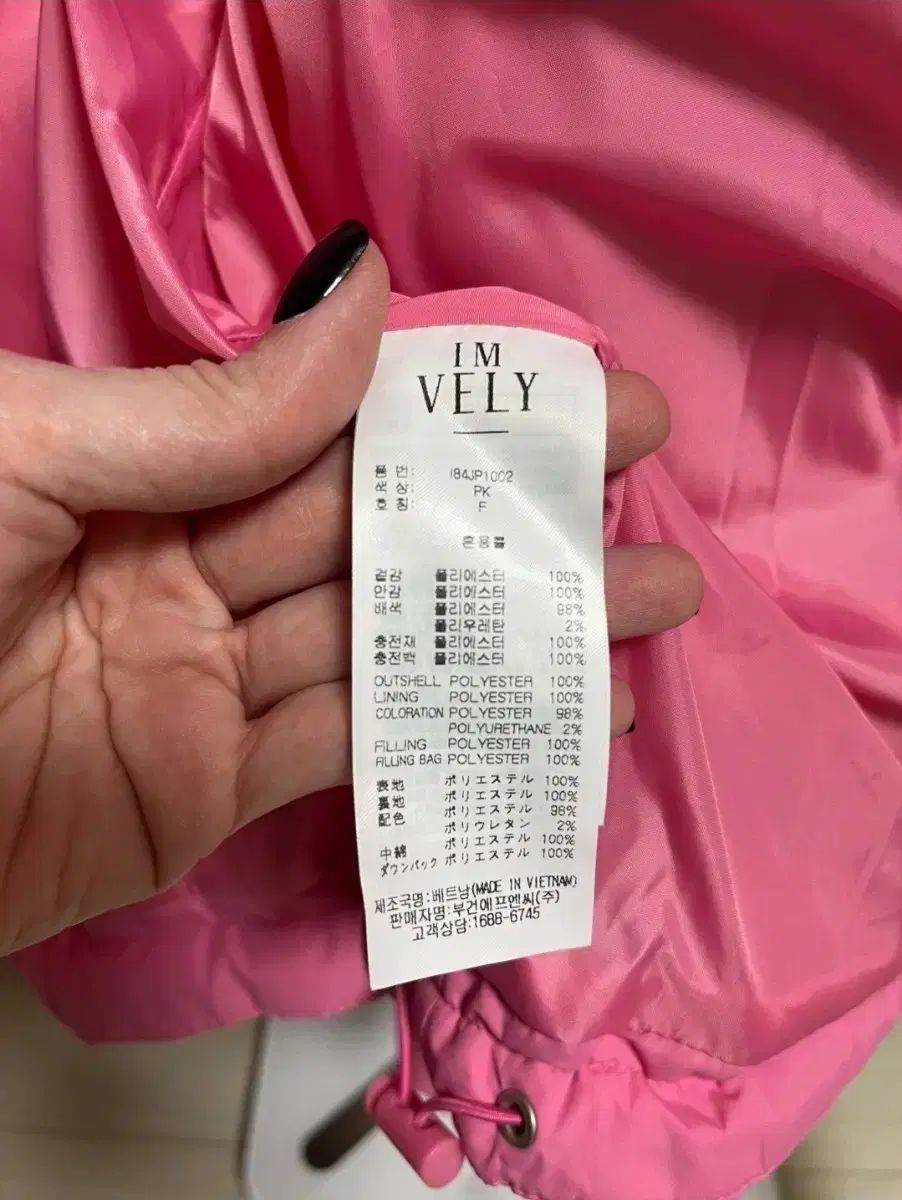 IM
VELY
품 번: I84JP1002
색 상: PK
호 칭: F
혼용률
겉감 폴리에스터 100%
안감 폴리에스터 100%
배색 폴리에스터 98%
폴리우레탄 2%
충전재 폴리에스터 100%
충전백 폴리에스터 100%
OUTSHELL POLYESTER 100%
LINING POLYESTER 100%
COLORATION POLYESTER 98%
POLYURETHANE 2%
FILLING POLYESTER 100%
FILLING BAG POLYESTER 100%
表地 ポリエステル 100%
裏地 ポリエステル 100%
配色 ポリエステル 98%
ポリウレタン 2%
中綿 ポリエステル 100%
ダウンパック ポリエステル 100%
제조국명:베트남(MADE IN VIETNAM)
판매자명:부건에프엔씨(주)
고객상담:1688-6745